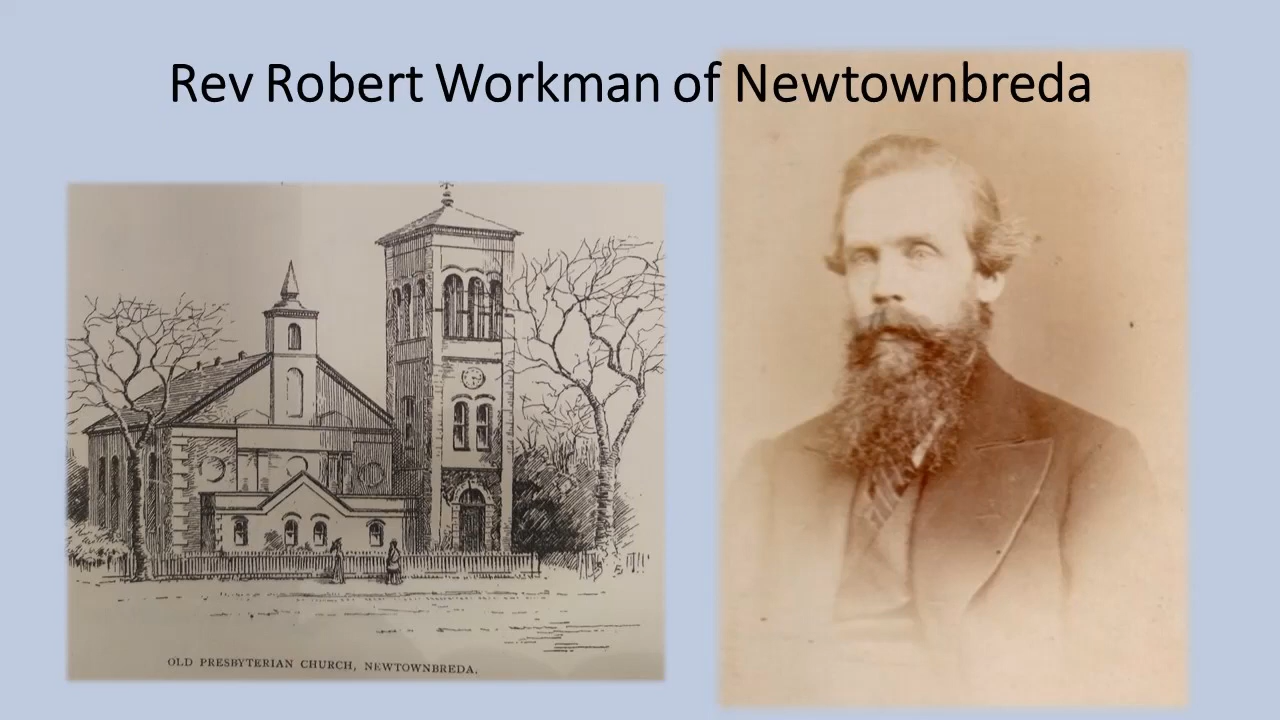 Rev Robert Workman of Newtownbreda
OLD PRESBYTERIAN CHURCH, NEWTOWNBREDA.